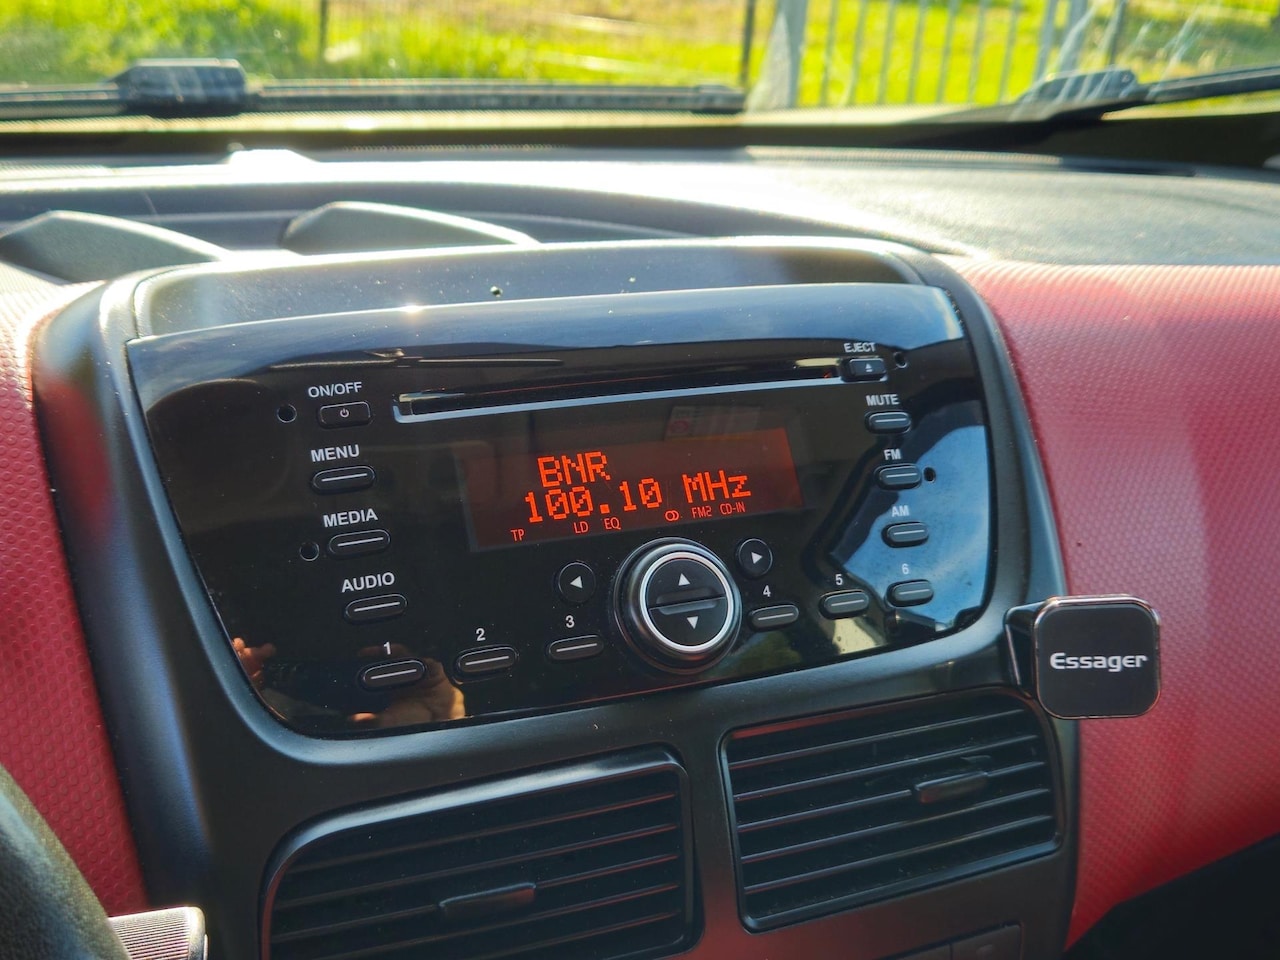 EJECT
ON/OFF
MUTE
MENU
BNR
FM
100.10 MHz
MEDIA
TP LD EQ FM2 CD-IN
AM
AUDIO
1 2 3 4 5 6
Essager